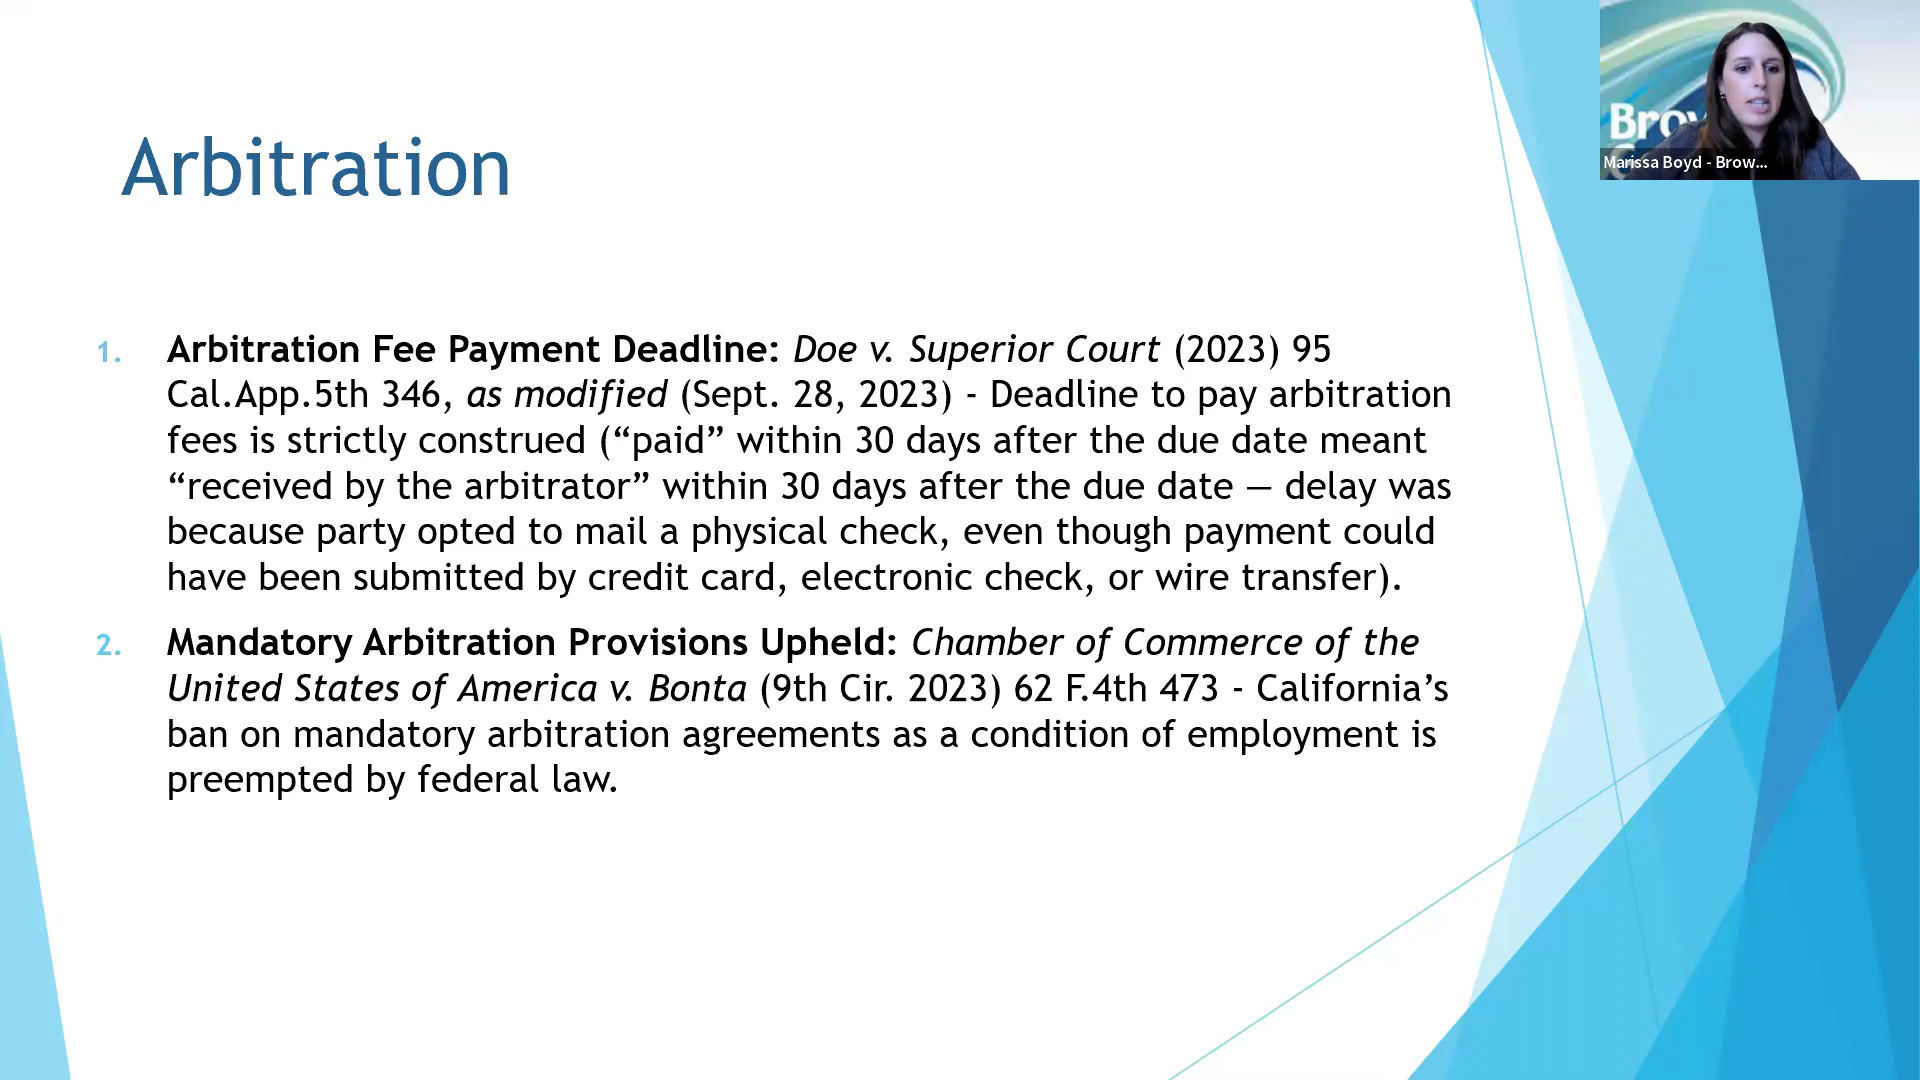 Arbitration
1. Arbitration Fee Payment Deadline: Doe v. Superior Court (2023) 95
Cal.App.5th 346, as modified (Sept. 28, 2023) - Deadline to pay arbitration
fees is strictly construed (“paid” within 30 days after the due date meant
“received by the arbitrator” within 30 days after the due date — delay was
because party opted to mail a physical check, even though payment could
have been submitted by credit card, electronic check, or wire transfer).
2. Mandatory Arbitration Provisions Upheld: Chamber of Commerce of the
United States of America v. Bonta (9th Cir. 2023) 62 F.4th 473 - California’s
ban on mandatory arbitration agreements as a condition of employment is
preempted by federal law.
Marissa Boyd - Brow...